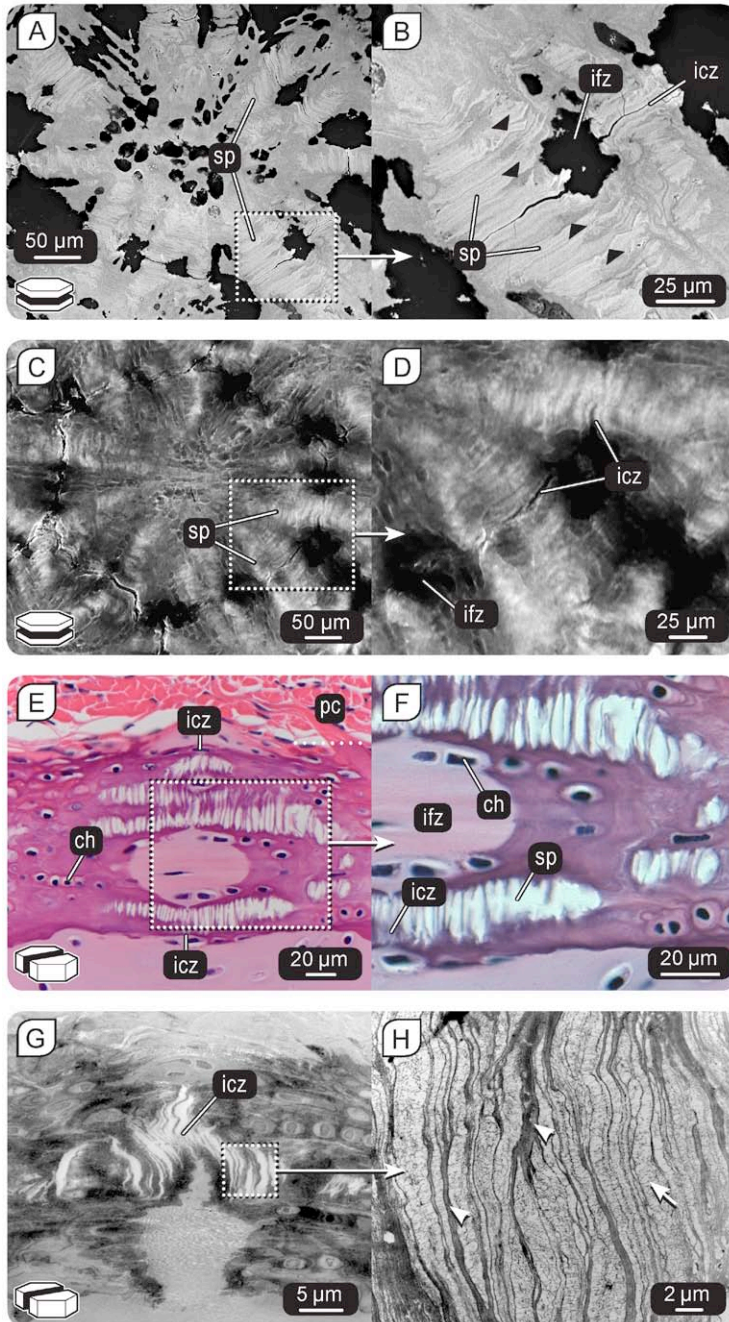 A
sp
50 µm
B
ifz
icz
sp
25 µm
C
sp
50 µm
D
icz
ifz
25 µm
E
icz
pc
ch
icz
20 µm
F
ch
ifz
sp
icz
20 µm
G
icz
5 µm
H
2 µm